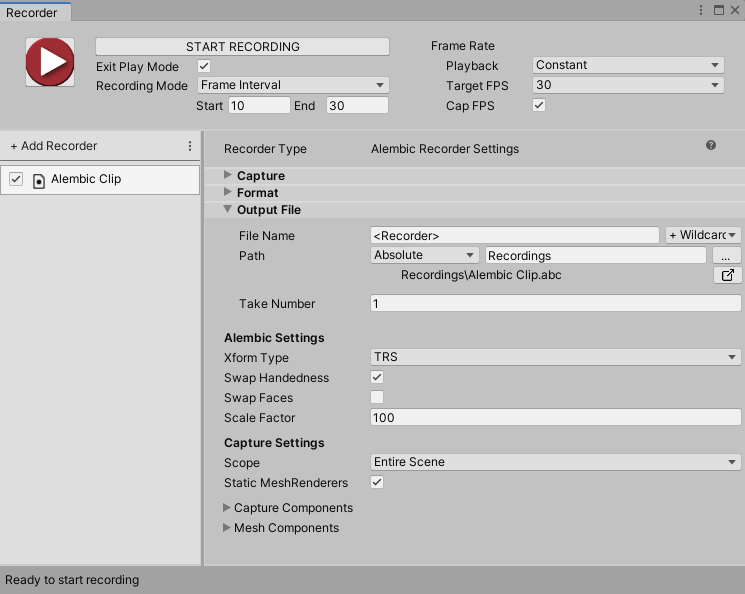 Recorder
START RECORDING
Exit Play Mode
Recording Mode Frame Interval
Start 10 End 30
Frame Rate
Playback Constant
Target FPS 30
Cap FPS
+ Add Recorder
Alembic Clip
Recorder Type Alembic Recorder Settings
Capture
Format
Output File
File Name <Recorder> + Wildcard
Path Absolute Recordings ...
Recordings\Alembic Clip.abc
Take Number 1
Alembic Settings
Xform Type TRS
Swap Handedness
Swap Faces
Scale Factor 100
Capture Settings
Scope Entire Scene
Static MeshRenderers
Capture Components
Mesh Components
Ready to start recording